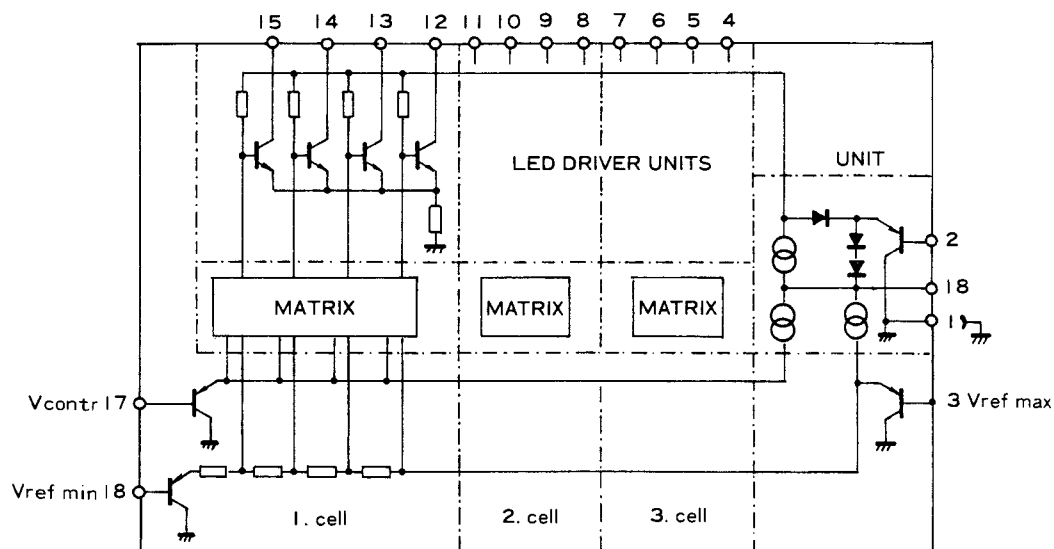 15 14 13 12 11 10 9 8 7 6 5 4
LED DRIVER UNITS
UNIT
2
18
MATRIX MATRIX MATRIX
Vcontr 17
3 Vref max
Vref min 18
1. cell 2. cell 3. cell